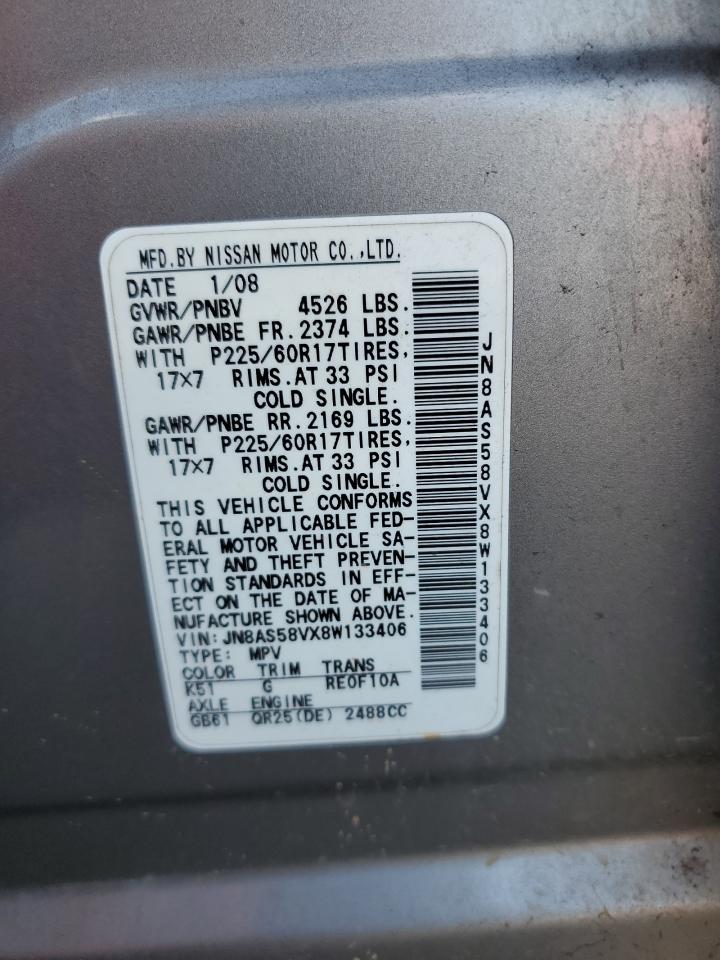 MFD.BY NISSAN MOTOR CO.,LTD.
DATE 1/08
GVWR/PNBV 4526 LBS.
GAWR/PNBE FR.2374 LBS.
WITH P225/60R17TIRES,
17×7 RIMS.AT 33 PSI
COLD SINGLE.
GAWR/PNBE RR.2169 LBS.
WITH P225/60R17TIRES,
17×7 RIMS.AT 33 PSI
COLD SINGLE.
THIS VEHICLE CONFORMS
TO ALL APPLICABLE FED-
ERAL MOTOR VEHICLE SA-
FETY AND THEFT PREVEN-
TION STANDARDS IN EFF-
ECT ON THE DATE OF MA-
NUFACTURE SHOWN ABOVE.
VIN: JN8AS58VX8W133406
TYPE: MPV
COLOR TRIM TRANS
K51 G RE0F10A
AXLE ENGINE
GB61 QR25(DE) 2488CC
JN8AS58VX8W133406